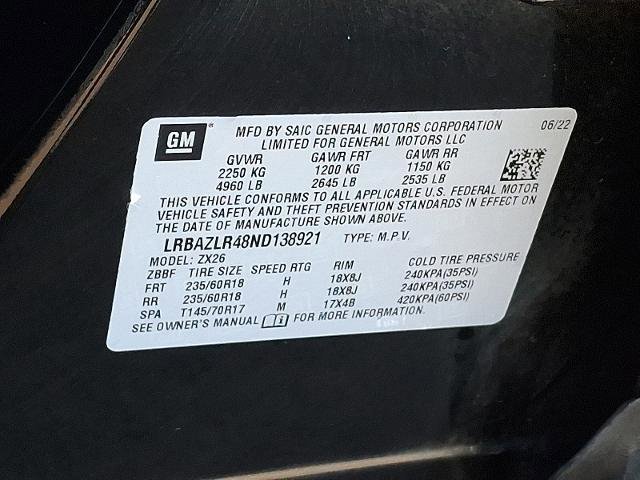 GM
MFD BY SAIC GENERAL MOTORS CORPORATION 06/22
LIMITED FOR GENERAL MOTORS LLC
GVWR GAWR FRT GAWR RR
2250 KG 1200 KG 1150 KG
4960 LB 2645 LB 2535 LB
THIS VEHICLE CONFORMS TO ALL APPLICABLE U.S. FEDERAL MOTOR
VEHICLE SAFETY AND THEFT PREVENTION STANDARDS IN EFFECT ON
THE DATE OF MANUFACTURE SHOWN ABOVE.
LRBAZLR48ND138921 TYPE: M.P.V.
MODEL: ZX26
ZBBF TIRE SIZE SPEED RTG RIM COLD TIRE PRESSURE
FRT 235/60R18 H 18X8J 240KPA(35PSI)
RR 235/60R18 H 18X8J 240KPA(35PSI)
SPA T145/70R17 M 17X4B 420KPA(60PSI)
SEE OWNER'S MANUAL FOR MORE INFORMATION.